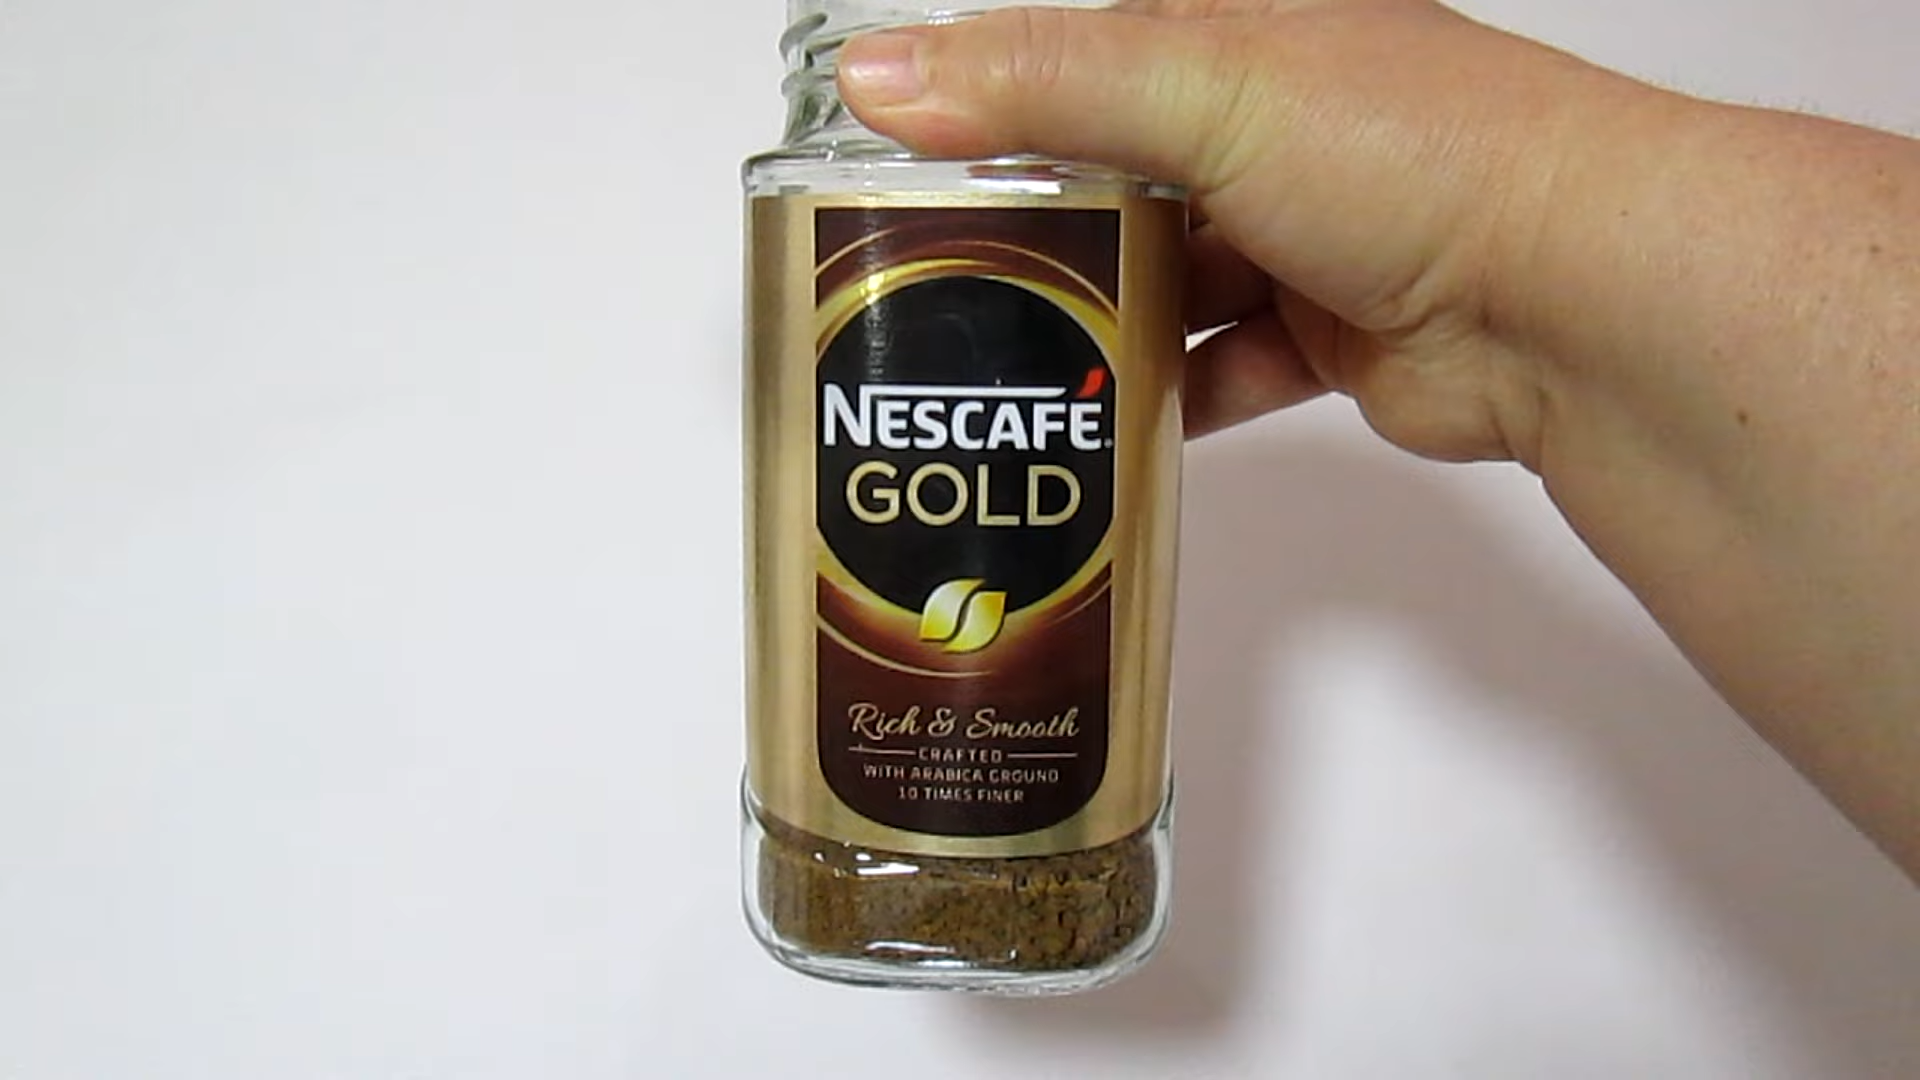 NESCAFÉ
GOLD
Rich & Smooth
CRAFTED
WITH ARABICA GROUND
10 TIMES FINER